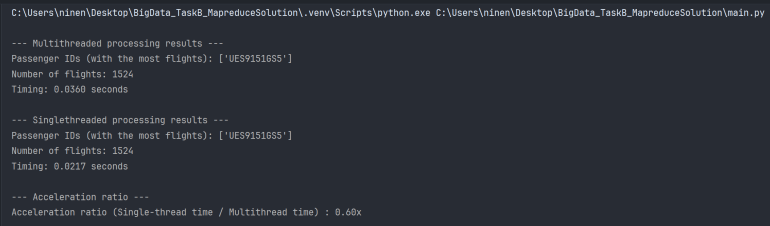 C:\Users\ninen\Desktop\BigData_TaskB_MapreduceSolution\.venv\Scripts\python.exe C:\Users\ninen\Desktop\BigData_TaskB_MapreduceSolution\main.py
--- Multithreaded processing results ---
Passenger IDs (with the most flights): ['UES9151GS5']
Number of flights: 1524
Timing: 0.0360 seconds
--- Singlethreaded processing results ---
Passenger IDs (with the most flights): ['UES9151GS5']
Number of flights: 1524
Timing: 0.0217 seconds
--- Acceleration ratio ---
Acceleration ratio (Single-thread time / Multithread time) : 0.60x